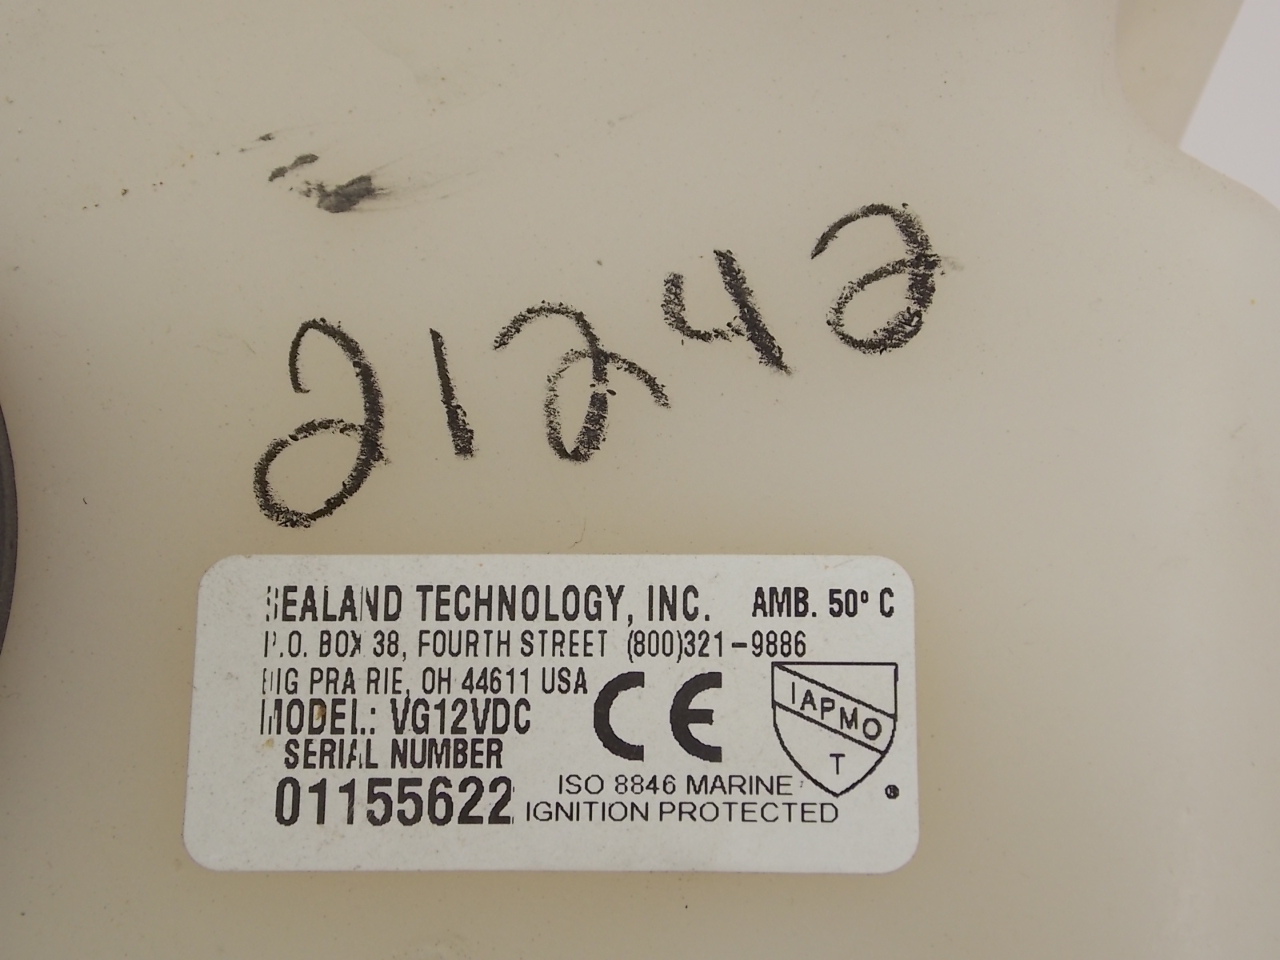 21242
SEALAND TECHNOLOGY, INC. AMB. 50° C
P.O. BOX 38, FOURTH STREET (800)321-9886
BIG PRAIRIE, OH 44611 USA
MODEL: VG12VDC
SERIAL NUMBER
01155622
CE
ISO 8846 MARINE
IGNITION PROTECTED
IAPMO
T
®